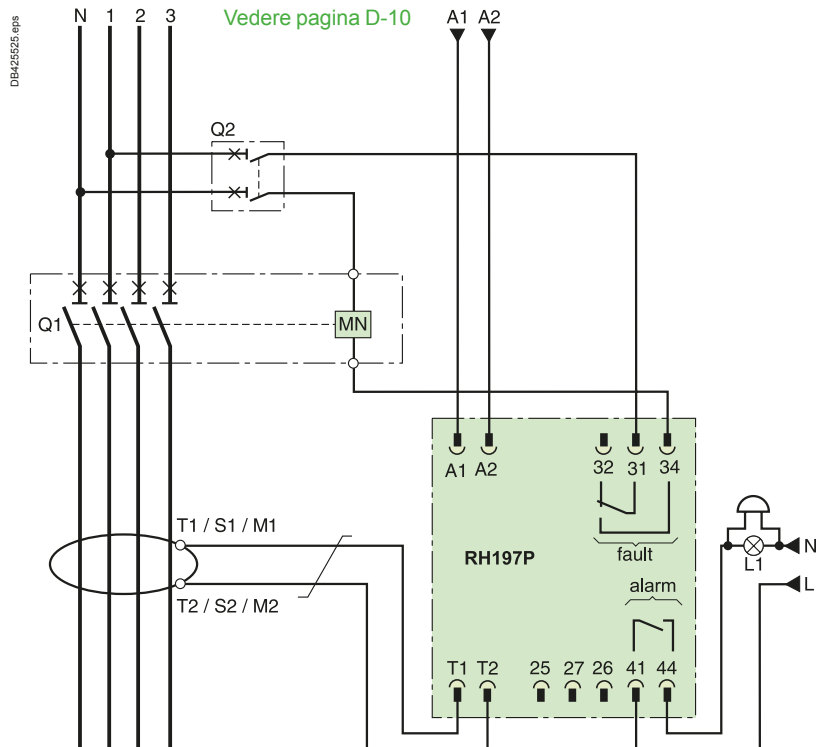 DB425525.eps
N 1 2 3
Vedere pagina D-10
A1 A2
Q2
Q1
MN
A1 A2
32 31 34
fault
RH197P
alarm
T1 / S1 / M1
T2 / S2 / M2
L1
N
L
T1 T2 25 27 26 41 44